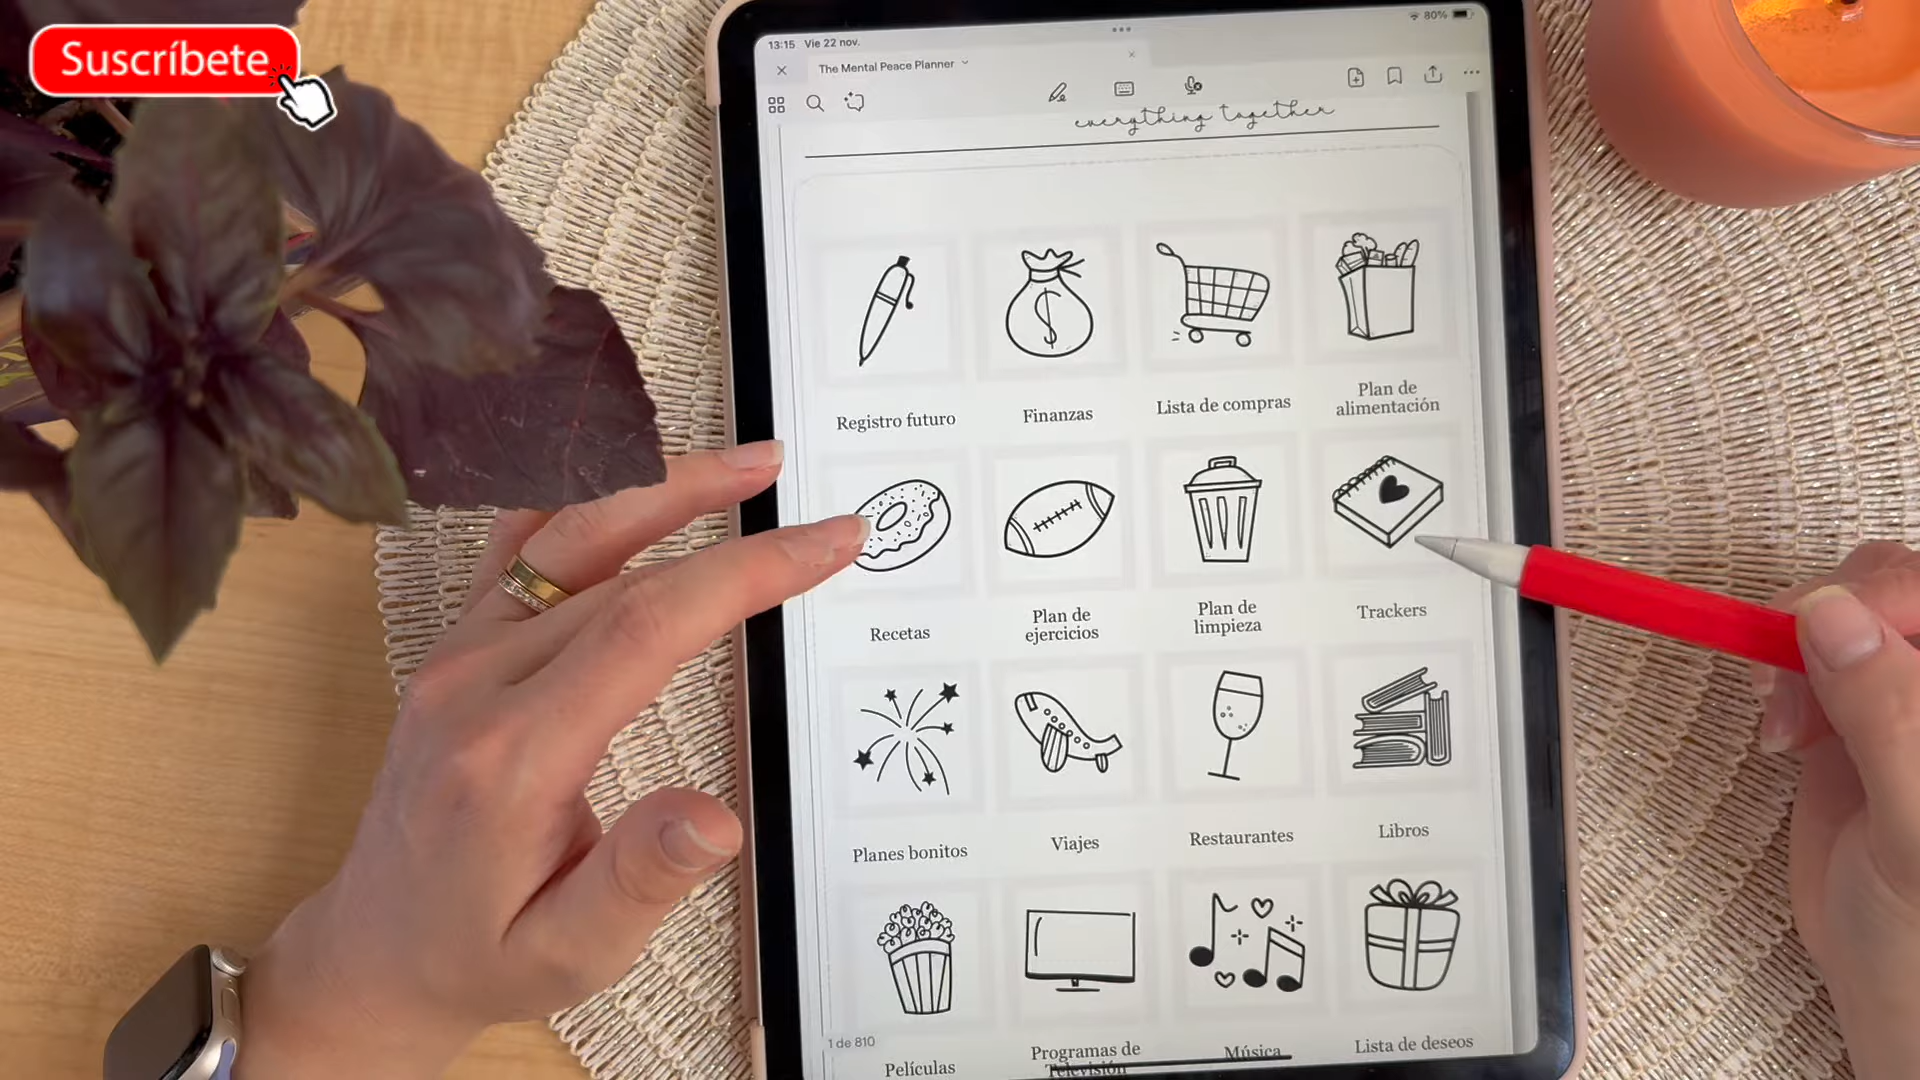 Suscríbete
13:15 Vie 22 nov.
80%
The Mental Peace Planner
everything together
Registro futuro
Finanzas
Lista de compras
Plan de
alimentación
Recetas
Plan de
ejercicios
Plan de
limpieza
Trackers
Planes bonitos
Viajes
Restaurantes
Libros
1 de 810
Películas
Programas de
Televisión
Música
Lista de deseos